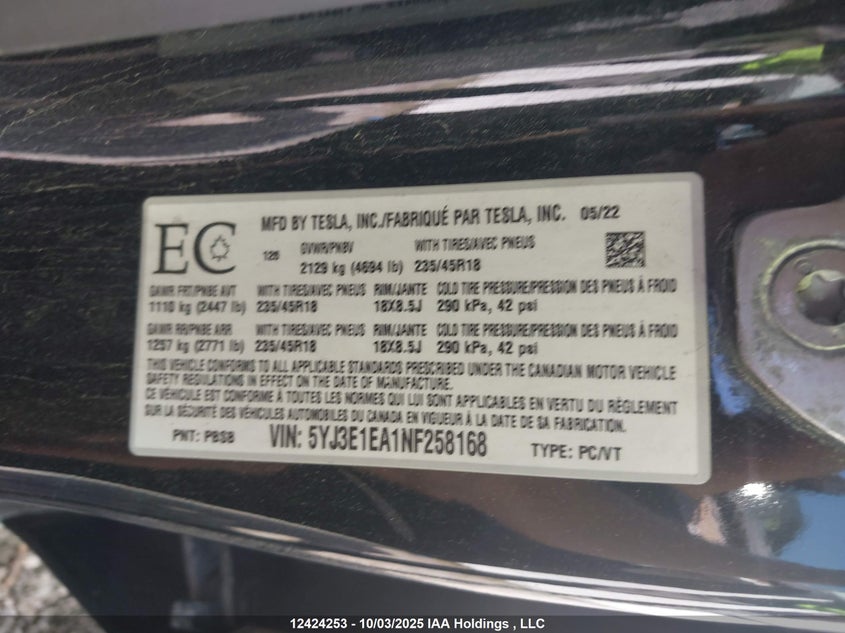 EC
MFD BY TESLA, INC./FABRIQUÉ PAR TESLA, INC. 05/22
128 GVWR/PNBV WITH TIRES/AVEC PNEUS
2129 kg (4694 lb) 235/45R18
GAWR FRT/PNBE AVT WITH TIRES/AVEC PNEUS RIM/JANTE COLD TIRE PRESSURE/PRESSION DES PNEUS À FROID
1110 kg (2447 lb) 235/45R18 18X8.5J 290 kPa, 42 psi
GAWR RR/PNBE ARR WITH TIRES/AVEC PNEUS RIM/JANTE COLD TIRE PRESSURE/PRESSION DES PNEUS À FROID
1257 kg (2771 lb) 235/45R18 18X8.5J 290 kPa, 42 psi
THIS VEHICLE CONFORMS TO ALL APPLICABLE STANDARDS PRESCRIBED UNDER THE CANADIAN MOTOR VEHICLE
SAFETY REGULATIONS IN EFFECT ON THE DATE OF MANUFACTURE.
CE VÉHICULE EST CONFORME À TOUTES LES NORMES QUI LUI SONT APPLICABLES EN VERTU DU RÈGLEMENT
SUR LA SÉCURITÉ DES VÉHICULES AUTOMOBILES DU CANADA EN VIGUEUR À LA DATE DE SA FABRICATION.
PNT: PBSB VIN: 5YJ3E1EA1NF258168 TYPE: PC/VT
12424253 - 10/03/2025 IAA Holdings , LLC